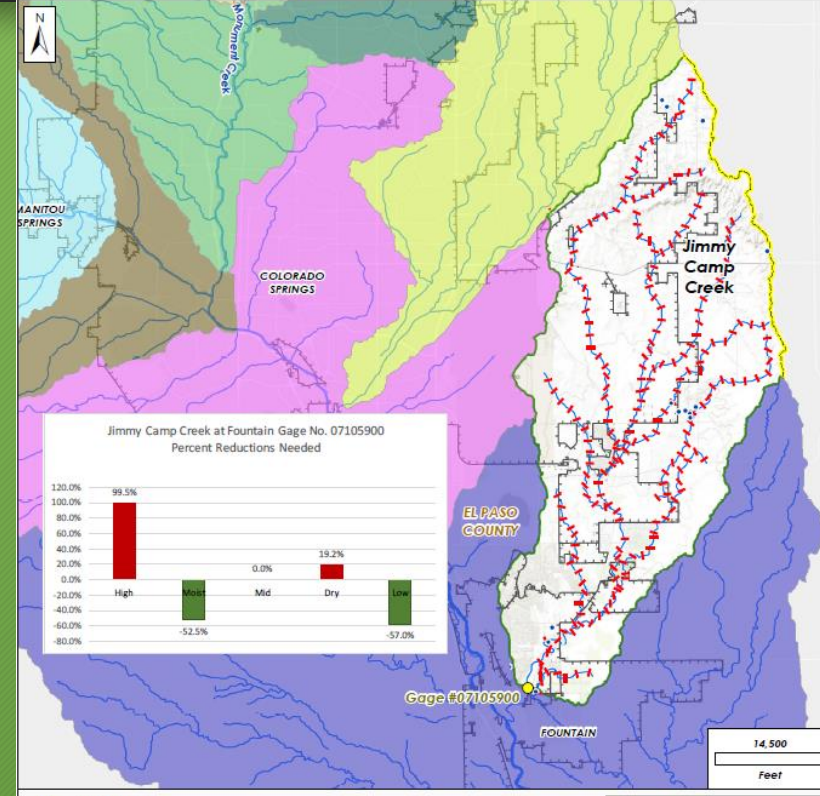 N
Monument Creek
MANITOU
SPRINGS
COLORADO
SPRINGS
Jimmy
Camp
Creek
Jimmy Camp Creek at Fountain Gage No. 07105900
Percent Reductions Needed
120.0%
100.0%
80.0%
60.0%
40.0%
20.0%
0.0%
-20.0%
-40.0%
-60.0%
-80.0%
99.5%
High
Moist
-52.5%
0.0%
Mid
19.2%
Dry
Low
-57.0%
EL PASO
COUNTY
Gage #07105900
FOUNTAIN
14,500
Feet